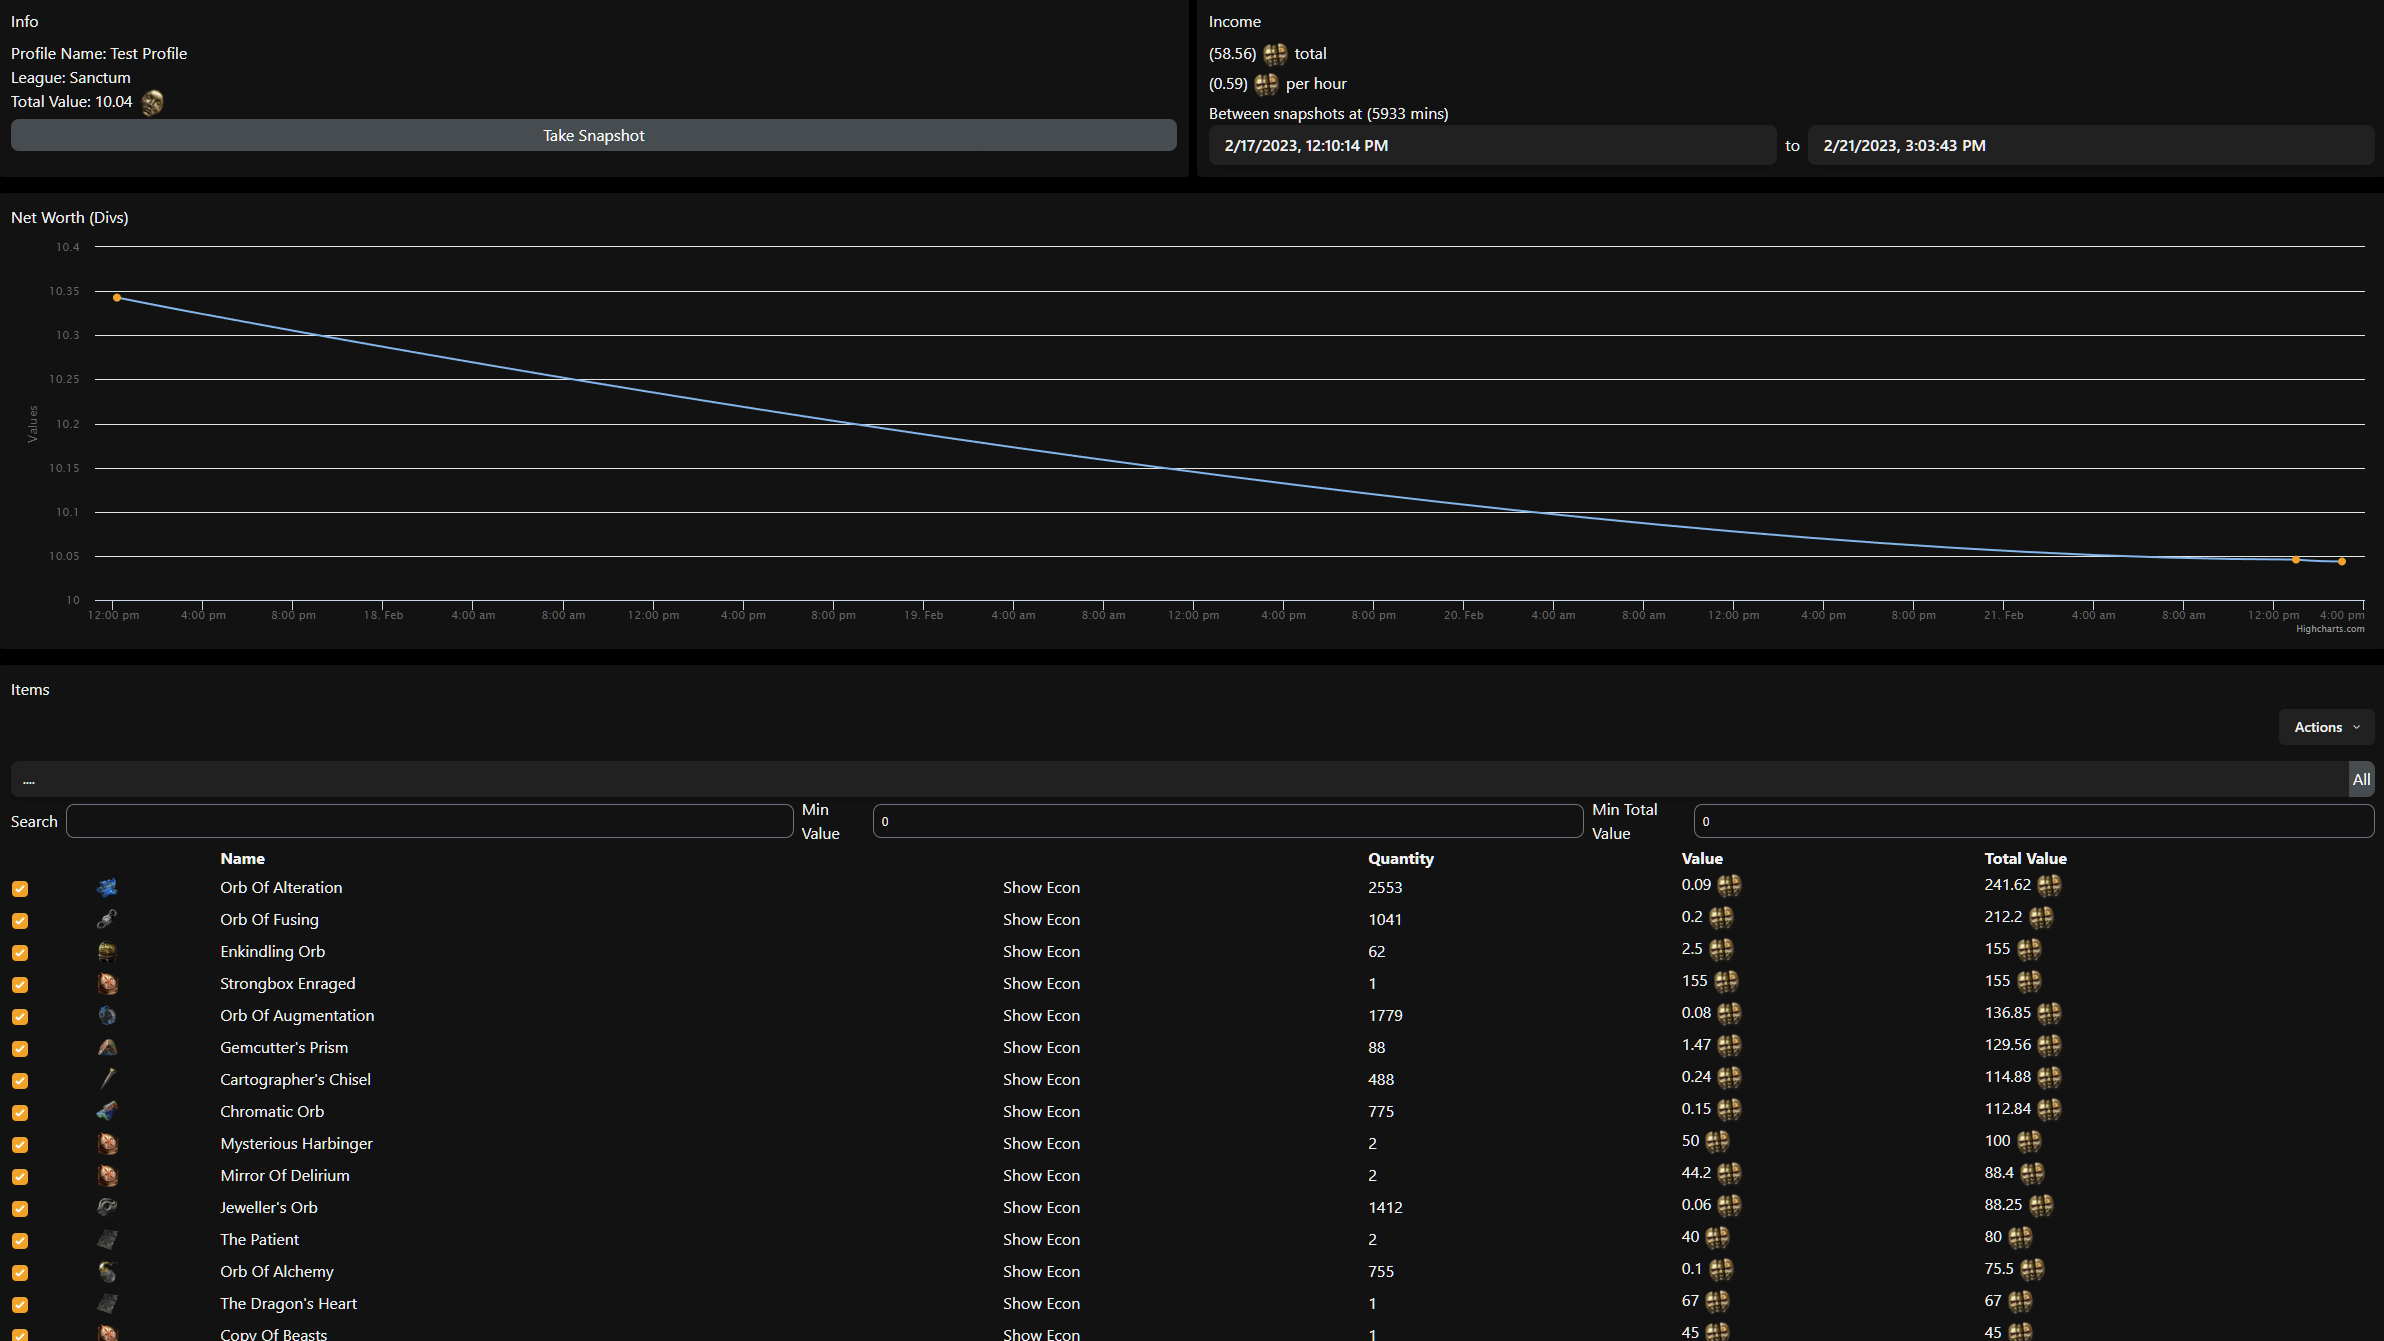 Info
Profile Name: Test Profile
League: Sanctum
Total Value: 10.04
Take Snapshot
Income
(58.56) total
(0.59) per hour
Between snapshots at (5933 mins)
2/17/2023, 12:10:14 PM to 2/21/2023, 3:03:43 PM
Net Worth (Divs)
Values
10.4
10.35
10.3
10.25
10.2
10.15
10.1
10.05
10
12:00 pm 4:00 pm 8:00 pm 18. Feb 4:00 am 8:00 am 12:00 pm 4:00 pm 8:00 pm 19. Feb 4:00 am 8:00 am 12:00 pm 4:00 pm 8:00 pm 20. Feb 4:00 am 8:00 am 12:00 pm 4:00 pm 8:00 pm 21. Feb 4:00 am 8:00 am 12:00 pm 4:00 pm
Highcharts.com
Items
Actions
.... All
Search Min Value 0 Min Total Value 0
Name Quantity Value Total Value
Orb Of Alteration Show Econ 2553 0.09 241.62
Orb Of Fusing Show Econ 1041 0.2 212.2
Enkindling Orb Show Econ 62 2.5 155
Strongbox Enraged Show Econ 1 155 155
Orb Of Augmentation Show Econ 1779 0.08 136.85
Gemcutter's Prism Show Econ 88 1.47 129.56
Cartographer's Chisel Show Econ 488 0.24 114.88
Chromatic Orb Show Econ 775 0.15 112.84
Mysterious Harbinger Show Econ 2 50 100
Mirror Of Delirium Show Econ 2 44.2 88.4
Jeweller's Orb Show Econ 1412 0.06 88.25
The Patient Show Econ 2 40 80
Orb Of Alchemy Show Econ 755 0.1 75.5
The Dragon's Heart Show Econ 1 67 67
Copy Of Beasts Show Econ 1 45 45